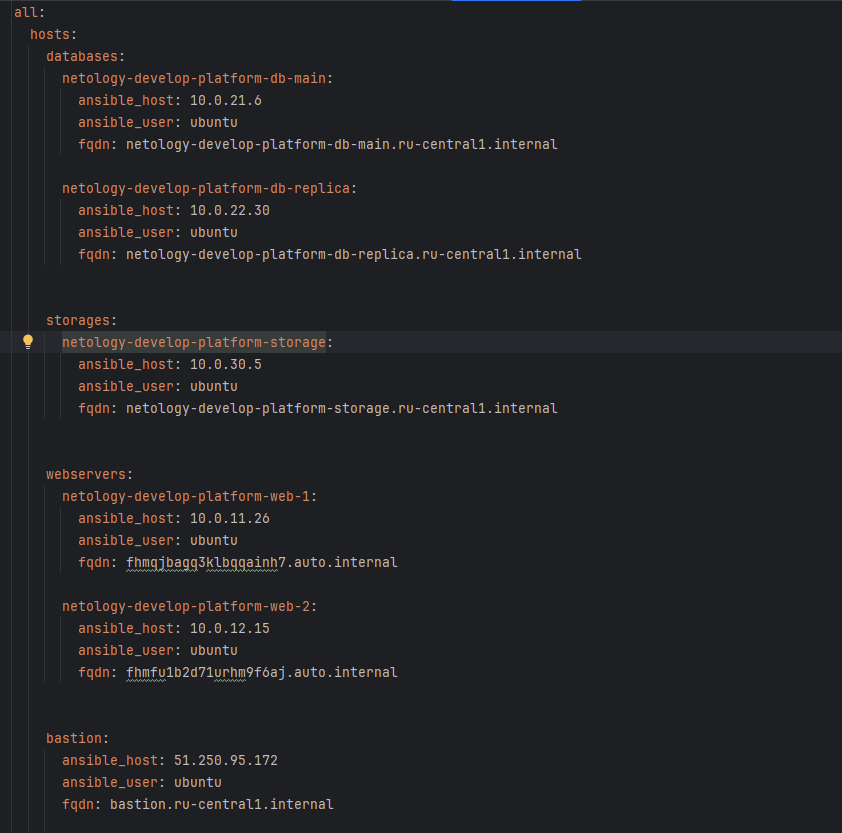 all:
hosts:
databases:
netology-develop-platform-db-main:
ansible_host: 10.0.21.6
ansible_user: ubuntu
fqdn: netology-develop-platform-db-main.ru-central1.internal
netology-develop-platform-db-replica:
ansible_host: 10.0.22.30
ansible_user: ubuntu
fqdn: netology-develop-platform-db-replica.ru-central1.internal
storages:
netology-develop-platform-storage:
ansible_host: 10.0.30.5
ansible_user: ubuntu
fqdn: netology-develop-platform-storage.ru-central1.internal
webservers:
netology-develop-platform-web-1:
ansible_host: 10.0.11.26
ansible_user: ubuntu
fqdn: fhmqjbagq3klbqqainh7.auto.internal
netology-develop-platform-web-2:
ansible_host: 10.0.12.15
ansible_user: ubuntu
fqdn: fhmfu1b2d71urhm9f6aj.auto.internal
bastion:
ansible_host: 51.250.95.172
ansible_user: ubuntu
fqdn: bastion.ru-central1.internal